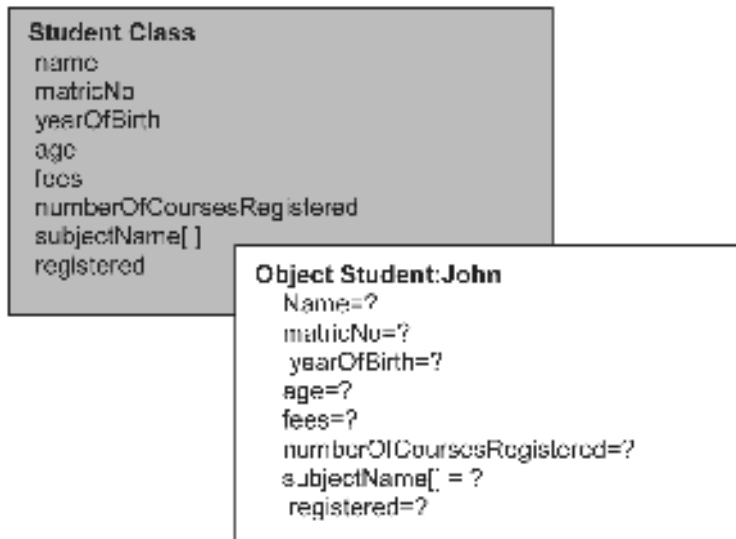 Student Class
name
matricNo
yearOfBirth
age
fees
numberOfCoursesRegistered
subjectName[ ]
registered
Object Student:John
Name=?
matricNo=?
yearOfBirth=?
age=?
fees=?
numberOfCoursesRegistered=?
subjectName[] = ?
registered=?